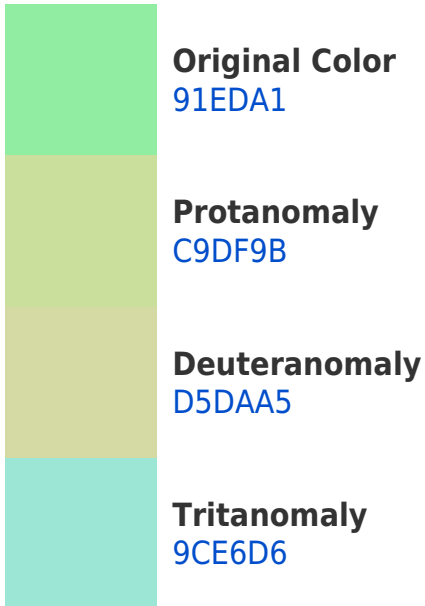 Original Color
91EDA1
Protanomaly
C9DF9B
Deuteranomaly
D5DAA5
Tritanomaly
9CE6D6